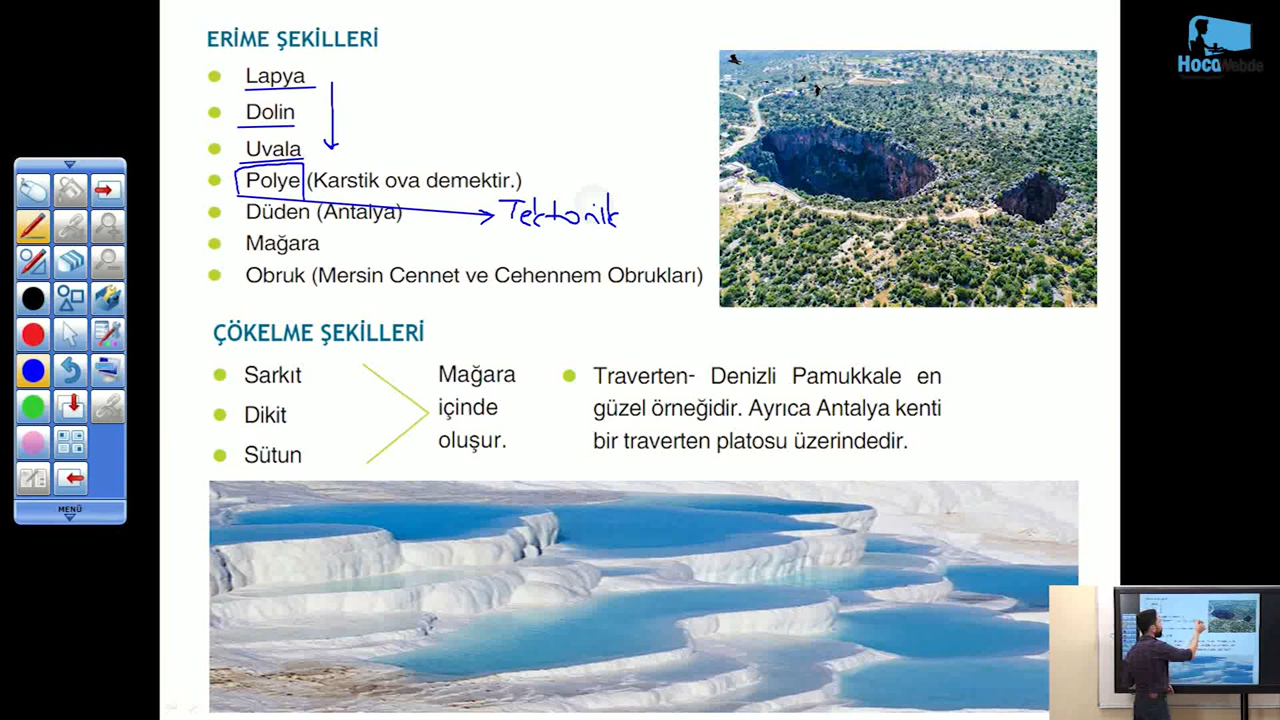 ERİME ŞEKİLLERİ
Lapya
Dolin
Uvala
Polye (Karstik ova demektir.)
Tektonik
Düden (Antalya)
Mağara
Obruk (Mersin Cennet ve Cehennem Obrukları)
ÇÖKELME ŞEKİLLERİ
Sarkıt
Dikit
Sütun
Mağara
içinde
oluşur.
Traverten- Denizli Pamukkale en
güzel örneğidir. Ayrıca Antalya kenti
bir traverten platosu üzerindedir.
MENÜ
HocaWebde